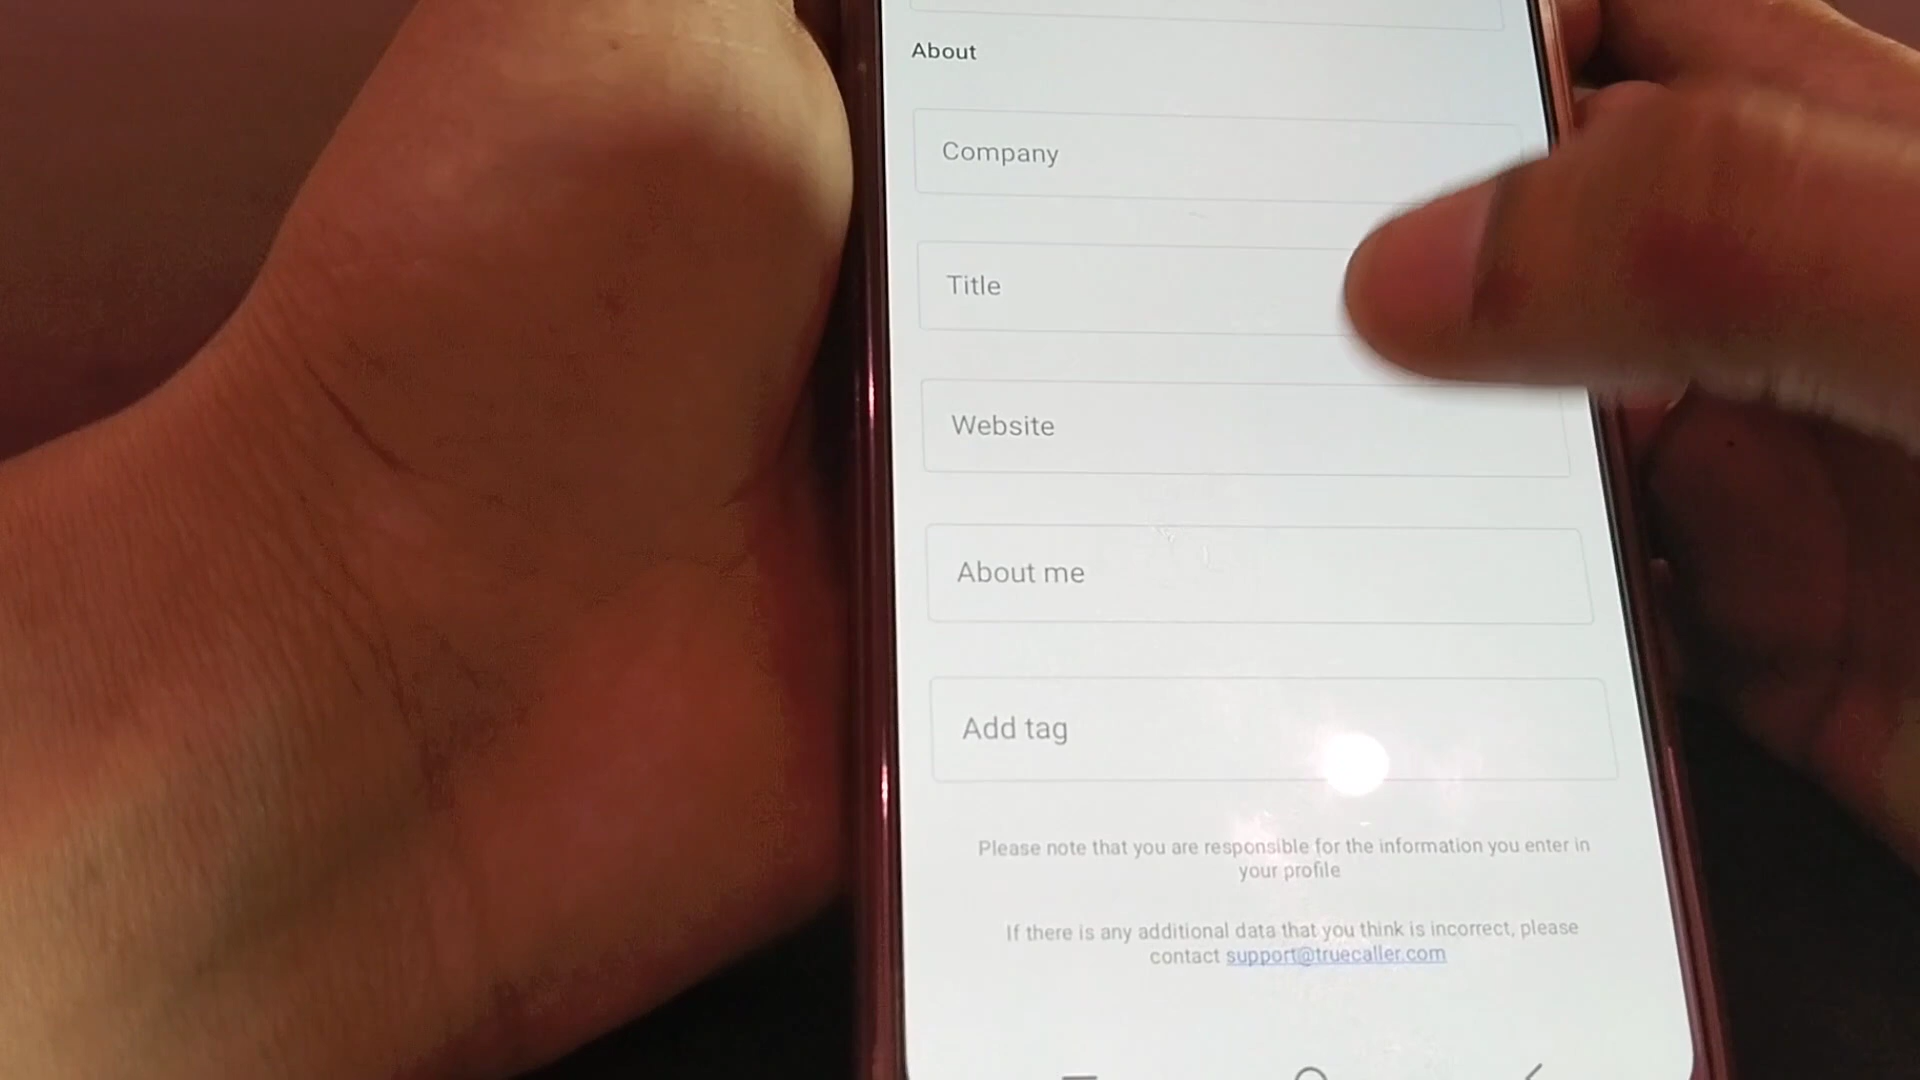 About
Company
Title
Website
About me
Add tag
Please note that you are responsible for the information you enter in
your profile
If there is any additional data that you think is incorrect, please
contact support@truecaller.com